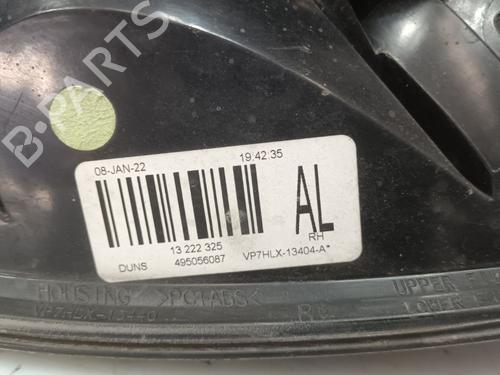 B-PARTS
08-JAN-22 19:42:35
AL
RH
13 222 325
DUNS 495056087 VP7HLX-13404-A*
HOUSING >PC+ABS< UPPER
LOWER